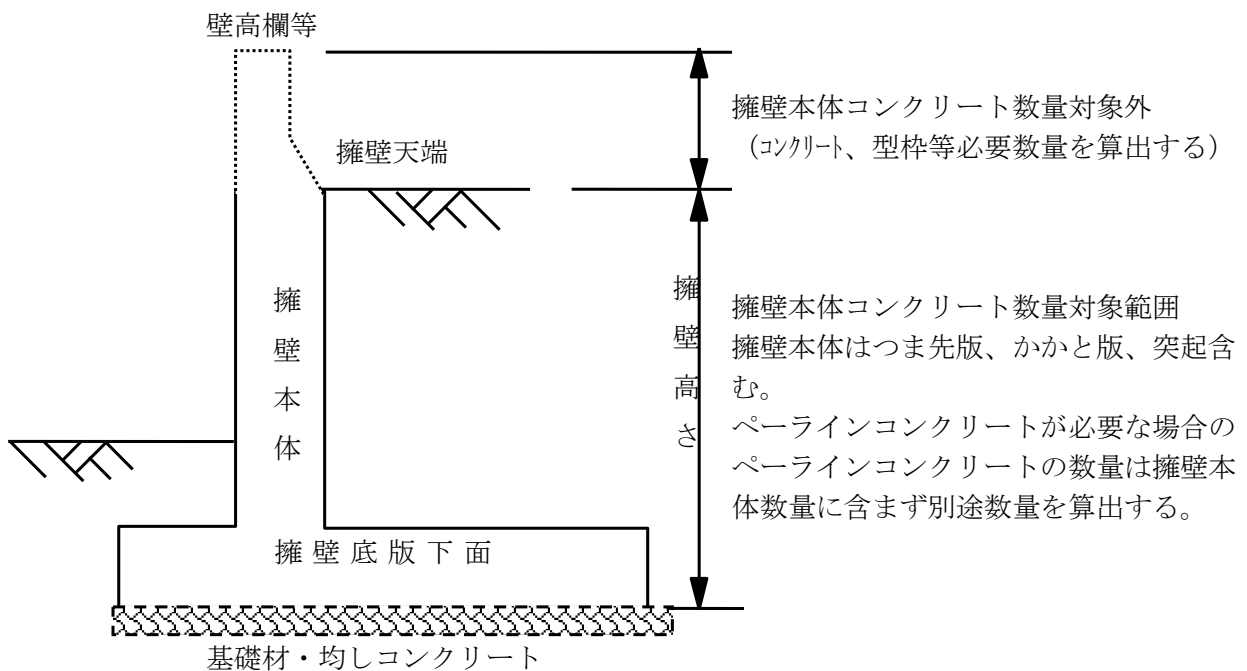 壁高欄等
擁壁本体コンクリート数量対象外
（ｺﾝｸﾘｰﾄ、型枠等必要数量を算出する）
擁壁天端
擁壁本体
擁壁高さ
擁壁本体コンクリート数量対象範囲
擁壁本体はつま先版、かかと版、突起含
む。
ペーラインコンクリートが必要な場合の
ペーラインコンクリートの数量は擁壁本
体数量に含まず別途数量を算出する。
擁壁底版下面
基礎材・均しコンクリート